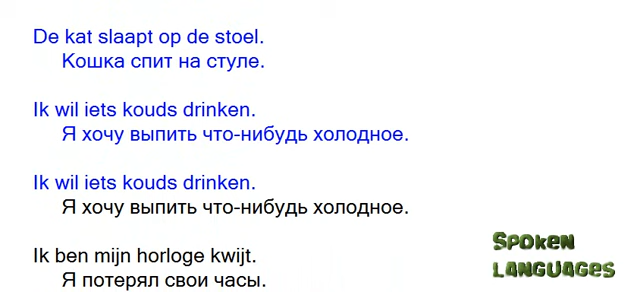 De kat slaapt op de stoel.
Кошка спит на стуле.
Ik wil iets kouds drinken.
Я хочу выпить что-нибудь холодное.
Ik wil iets kouds drinken.
Я хочу выпить что-нибудь холодное.
Ik ben mijn horloge kwijt.
Я потерял свои часы.
Spoken
Languages